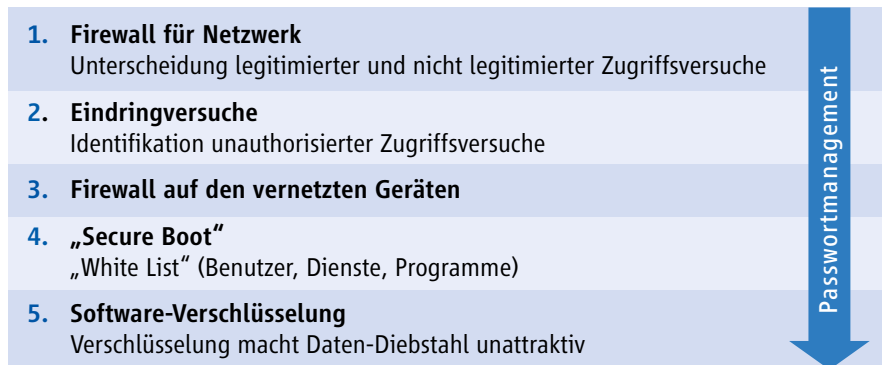 1. Firewall für Netzwerk
Unterscheidung legitimierter und nicht legitimierter Zugriffsversuche
2. Eindringversuche
Identifikation unauthorisierter Zugriffsversuche
3. Firewall auf den vernetzten Geräten
4. „Secure Boot“
„White List“ (Benutzer, Dienste, Programme)
5. Software-Verschlüsselung
Verschlüsselung macht Daten-Diebstahl unattraktiv
Passwortmanagement